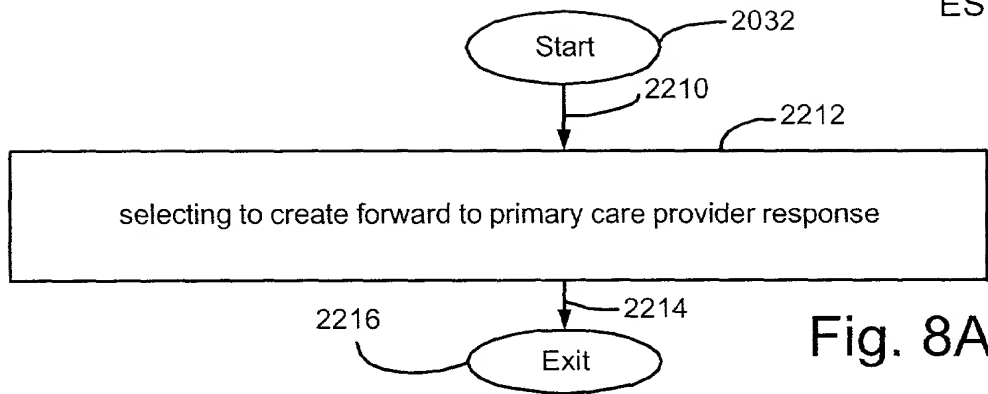 ES
Start
2032
2210
2212
selecting to create forward to primary care provider response
2214
2216
Exit
Fig. 8A